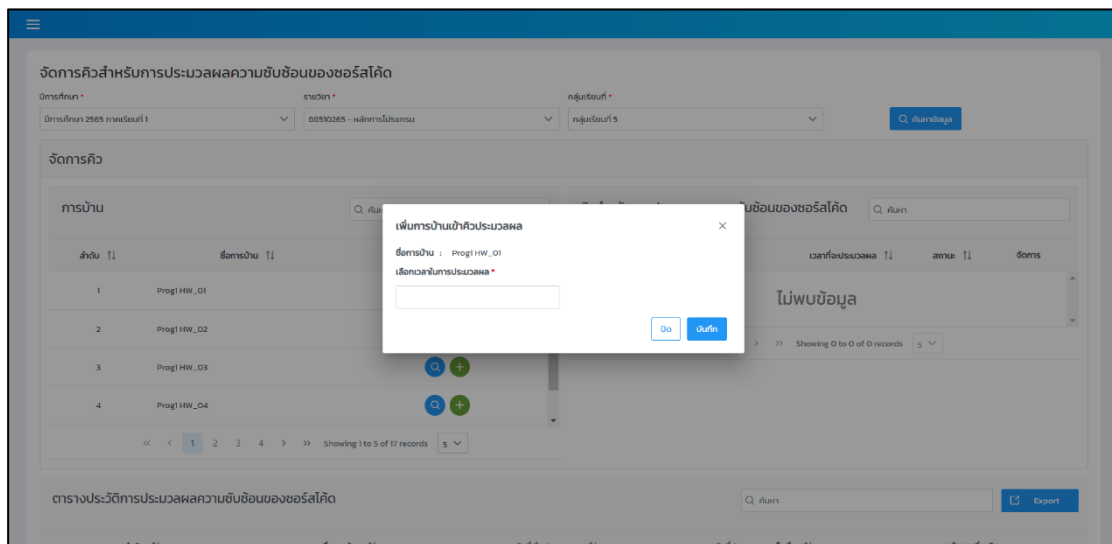 จัดการคิวสำหรับการประมวลผลความซับซ้อนของซอร์สโค้ด
ปีการศึกษา * รายวิชา * กลุ่มเรียนที่ *
ปีการศึกษา 2565 ภาคเรียนที่ 1 88510265 - หลักการโปรแกรม กลุ่มเรียนที่ 5 ค้นหาข้อมูล
จัดการคิว
การบ้าน
ซับซ้อนของซอร์สโค้ด ค้นหา
เพิ่มการบ้านเข้าคิวประมวลผล
ชื่อการบ้าน : Prog1 HW_01
เลือกเวลาในการประมวลผล *
ปิด บันทึก
ลำดับ ชื่อการบ้าน เวลาที่จะประมวลผล สถานะ จัดการ
1 Prog1 HW_01
ไม่พบข้อมูล
2 Prog1 HW_02
Showing 0 to 0 of 0 records 5
3 Prog1 HW_03
4 Prog1 HW_04
« < 1 2 3 4 > » Showing 1 to 5 of 17 records 5
ตารางประวัติการประมวลผลความซับซ้อนของซอร์สโค้ด ค้นหา Export